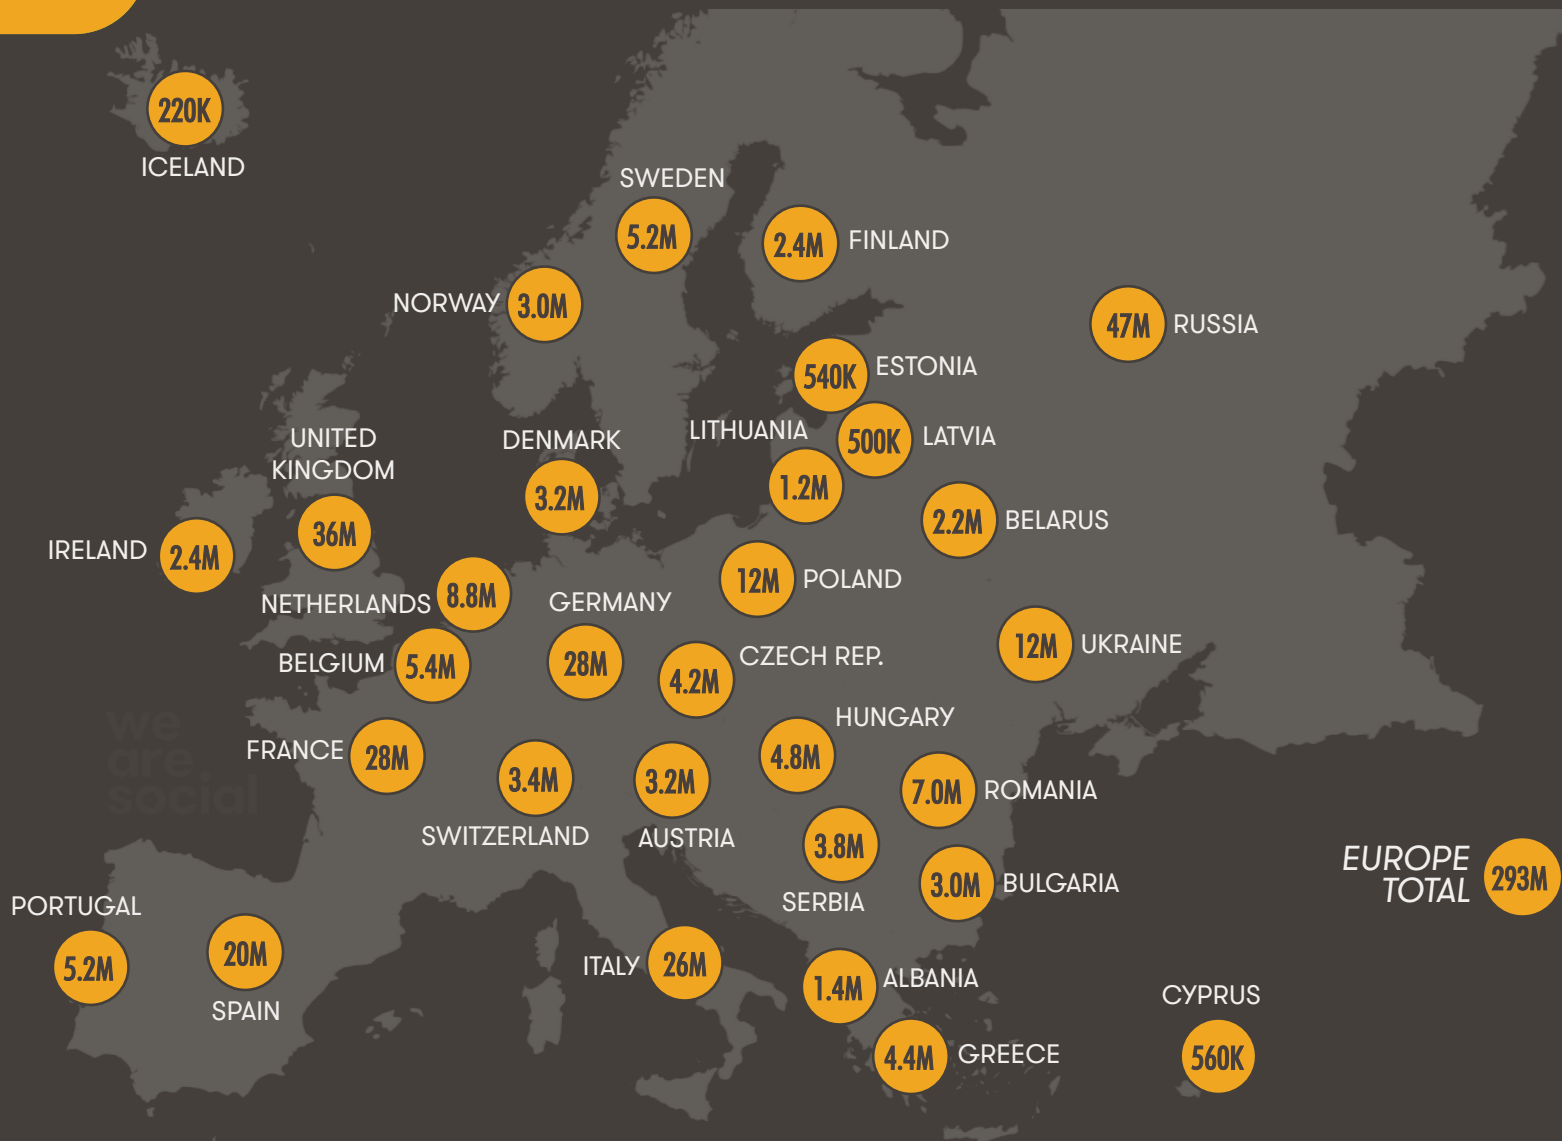 220K
ICELAND
SWEDEN
5.2M
2.4M FINLAND
NORWAY 3.0M
47M RUSSIA
540K ESTONIA
LITHUANIA
1.2M
500K LATVIA
UNITED
KINGDOM
36M
DENMARK
3.2M
2.2M BELARUS
IRELAND 2.4M
NETHERLANDS 8.8M
GERMANY
28M
12M POLAND
BELGIUM 5.4M
4.2M CZECH REP.
12M UKRAINE
we
are
social
FRANCE 28M
3.4M
SWITZERLAND
3.2M
AUSTRIA
HUNGARY
4.8M
7.0M ROMANIA
3.8M
SERBIA
3.0M BULGARIA
EUROPE
TOTAL
293M
PORTUGAL
5.2M
20M
SPAIN
ITALY 26M
1.4M ALBANIA
4.4M GREECE
CYPRUS
560K